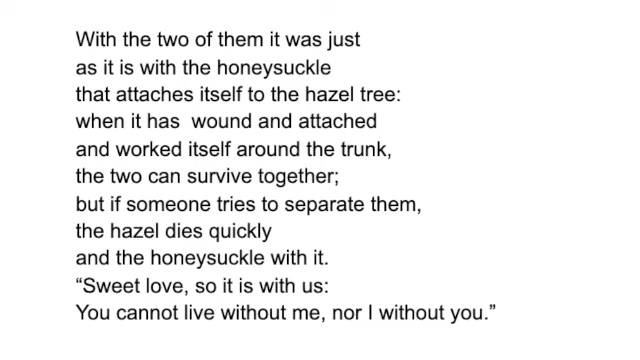 With the two of them it was just
as it is with the honeysuckle
that attaches itself to the hazel tree:
when it has  wound and attached
and worked itself around the trunk,
the two can survive together;
but if someone tries to separate them,
the hazel dies quickly
and the honeysuckle with it.
“Sweet love, so it is with us:
You cannot live without me, nor I without you.”